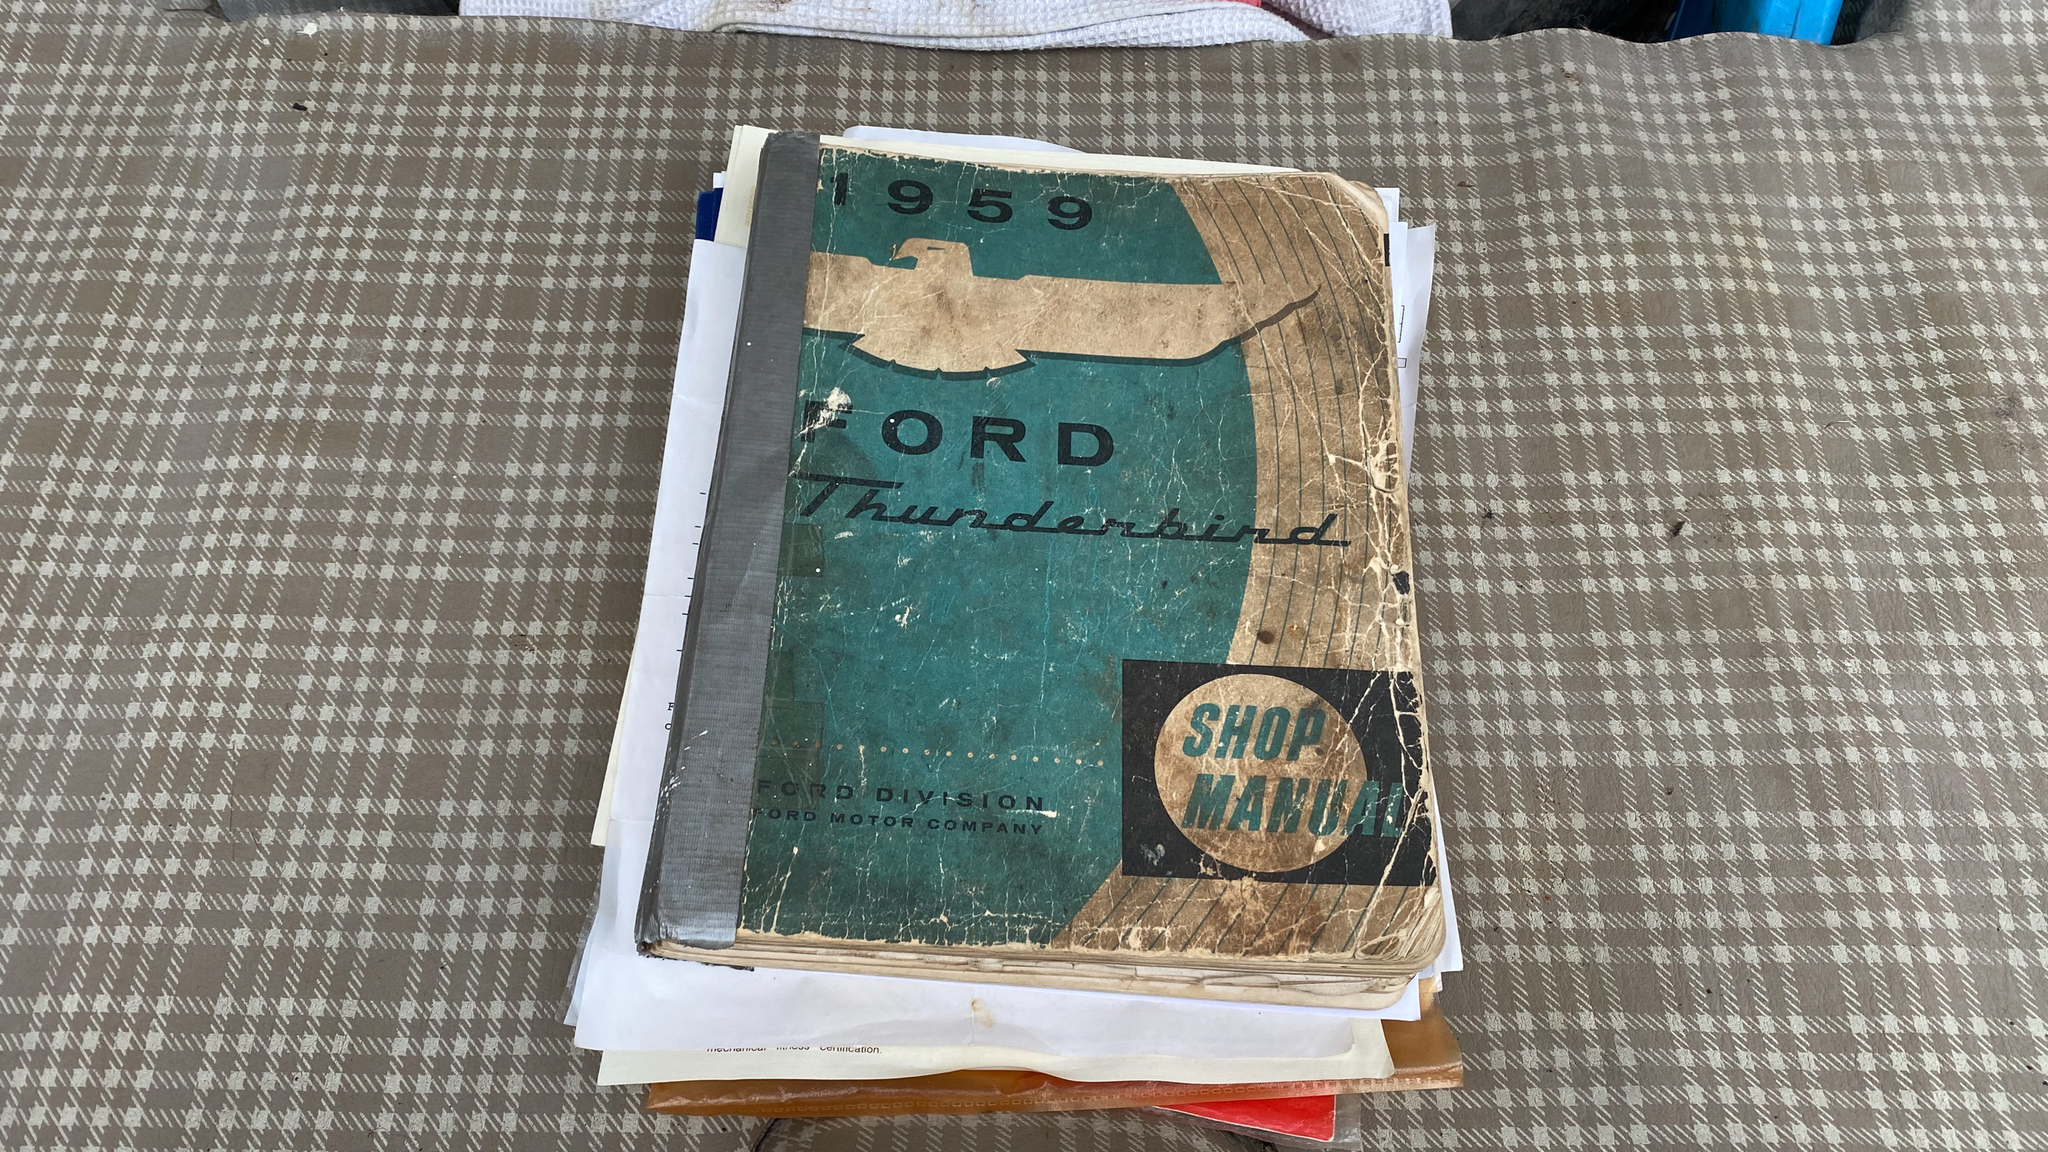 1959
FORD
Thunderbird
SHOP
MANUAL
FORD DIVISION
FORD MOTOR COMPANY
mechanical fitness certification.